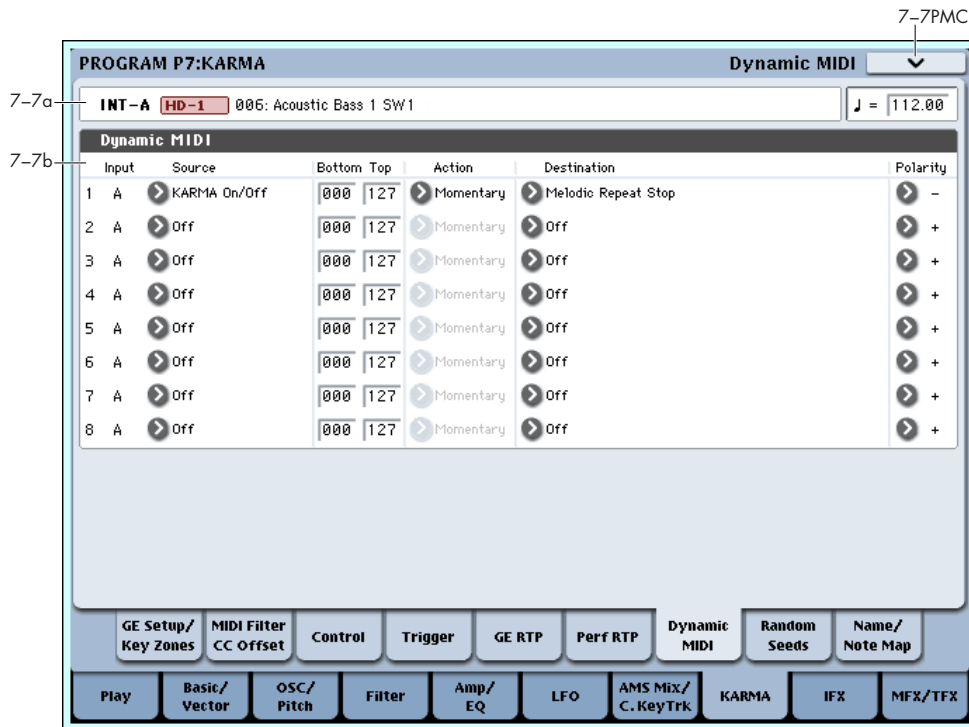 7–7PMC
PROGRAM P7:KARMA Dynamic MIDI
7–7a
INT-A HD-1 006: Acoustic Bass 1 SW1 ♩ = 112.00
7–7b
Dynamic MIDI
Input Source Bottom Top Action Destination Polarity
1 A KARMA On/Off 000 127 Momentary Melodic Repeat Stop -
2 A Off 000 127 Momentary Off +
3 A Off 000 127 Momentary Off +
4 A Off 000 127 Momentary Off +
5 A Off 000 127 Momentary Off +
6 A Off 000 127 Momentary Off +
7 A Off 000 127 Momentary Off +
8 A Off 000 127 Momentary Off +
GE Setup/ Key Zones
MIDI Filter CC Offset
Control
Trigger
GE RTP
Perf RTP
Dynamic MIDI
Random Seeds
Name/ Note Map
Play
Basic/ Vector
OSC/ Pitch
Filter
Amp/ EQ
LFO
AMS Mix/ C.KeyTrk
KARMA
IFX
MFX/TFX